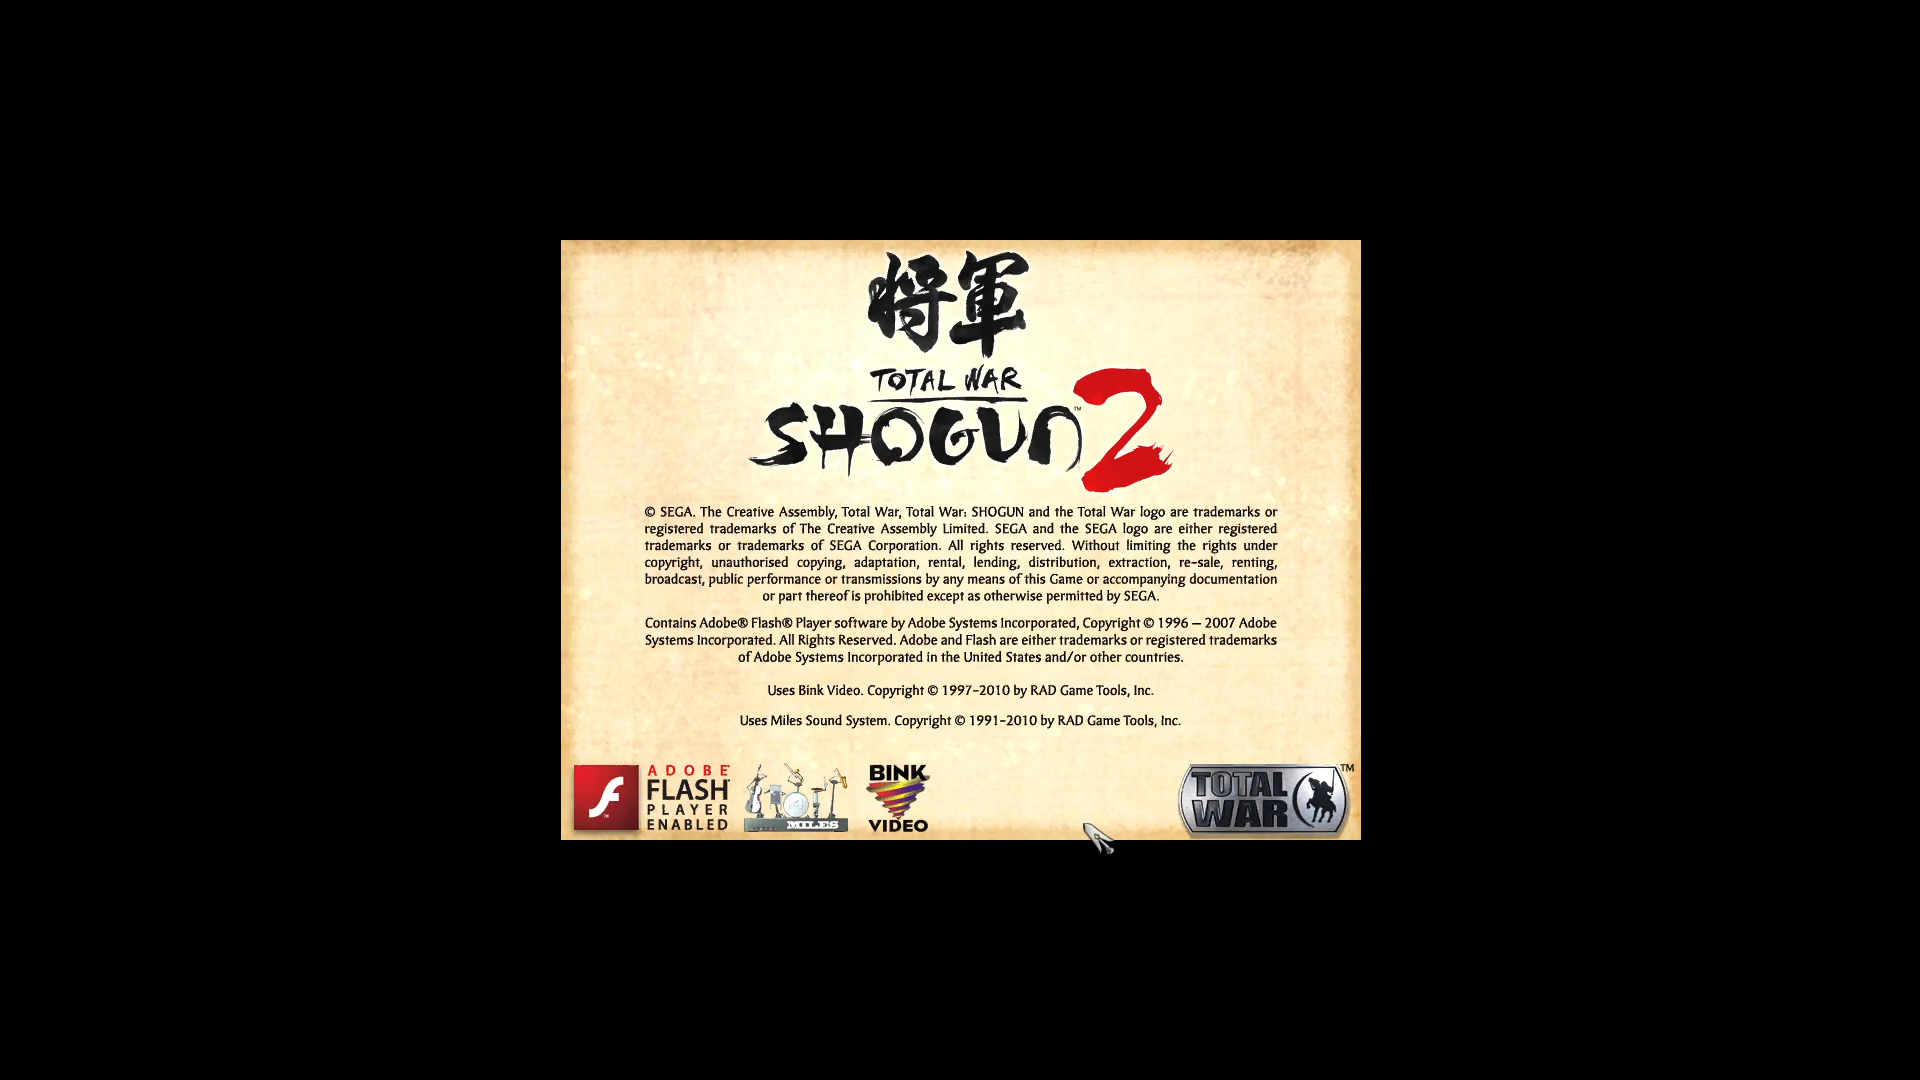 将軍
TOTAL WAR
SHOGUN™ 2
© SEGA. The Creative Assembly, Total War, Total War: SHOGUN and the Total War logo are trademarks or
registered trademarks of The Creative Assembly Limited. SEGA and the SEGA logo are either registered
trademarks or trademarks of SEGA Corporation. All rights reserved. Without limiting the rights under
copyright, unauthorised copying, adaptation, rental, lending, distribution, extraction, re-sale, renting,
broadcast, public performance or transmissions by any means of this Game or accompanying documentation
or part thereof is prohibited except as otherwise permitted by SEGA.
Contains Adobe® Flash® Player software by Adobe Systems Incorporated, Copyright © 1996 – 2007 Adobe
Systems Incorporated. All Rights Reserved. Adobe and Flash are either trademarks or registered trademarks
of Adobe Systems Incorporated in the United States and/or other countries.
Uses Bink Video. Copyright © 1997-2010 by RAD Game Tools, Inc.
Uses Miles Sound System. Copyright © 1991-2010 by RAD Game Tools, Inc.
ADOBE
FLASH
PLAYER
ENABLED
MILES
BINK
VIDEO
TOTAL
WAR
™